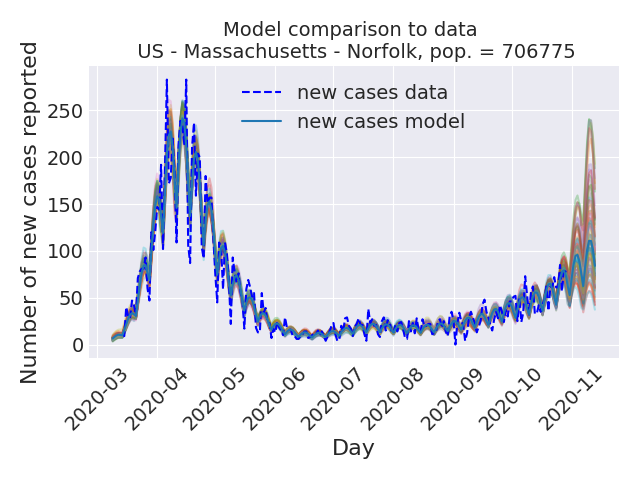 Model comparison to data
US - Massachusetts - Norfolk, pop. = 706775
new cases data
new cases model
Number of new cases reported
250
200
150
100
50
0
2020-03
2020-04
2020-05
2020-06
2020-07
2020-08
2020-09
2020-10
2020-11
Day